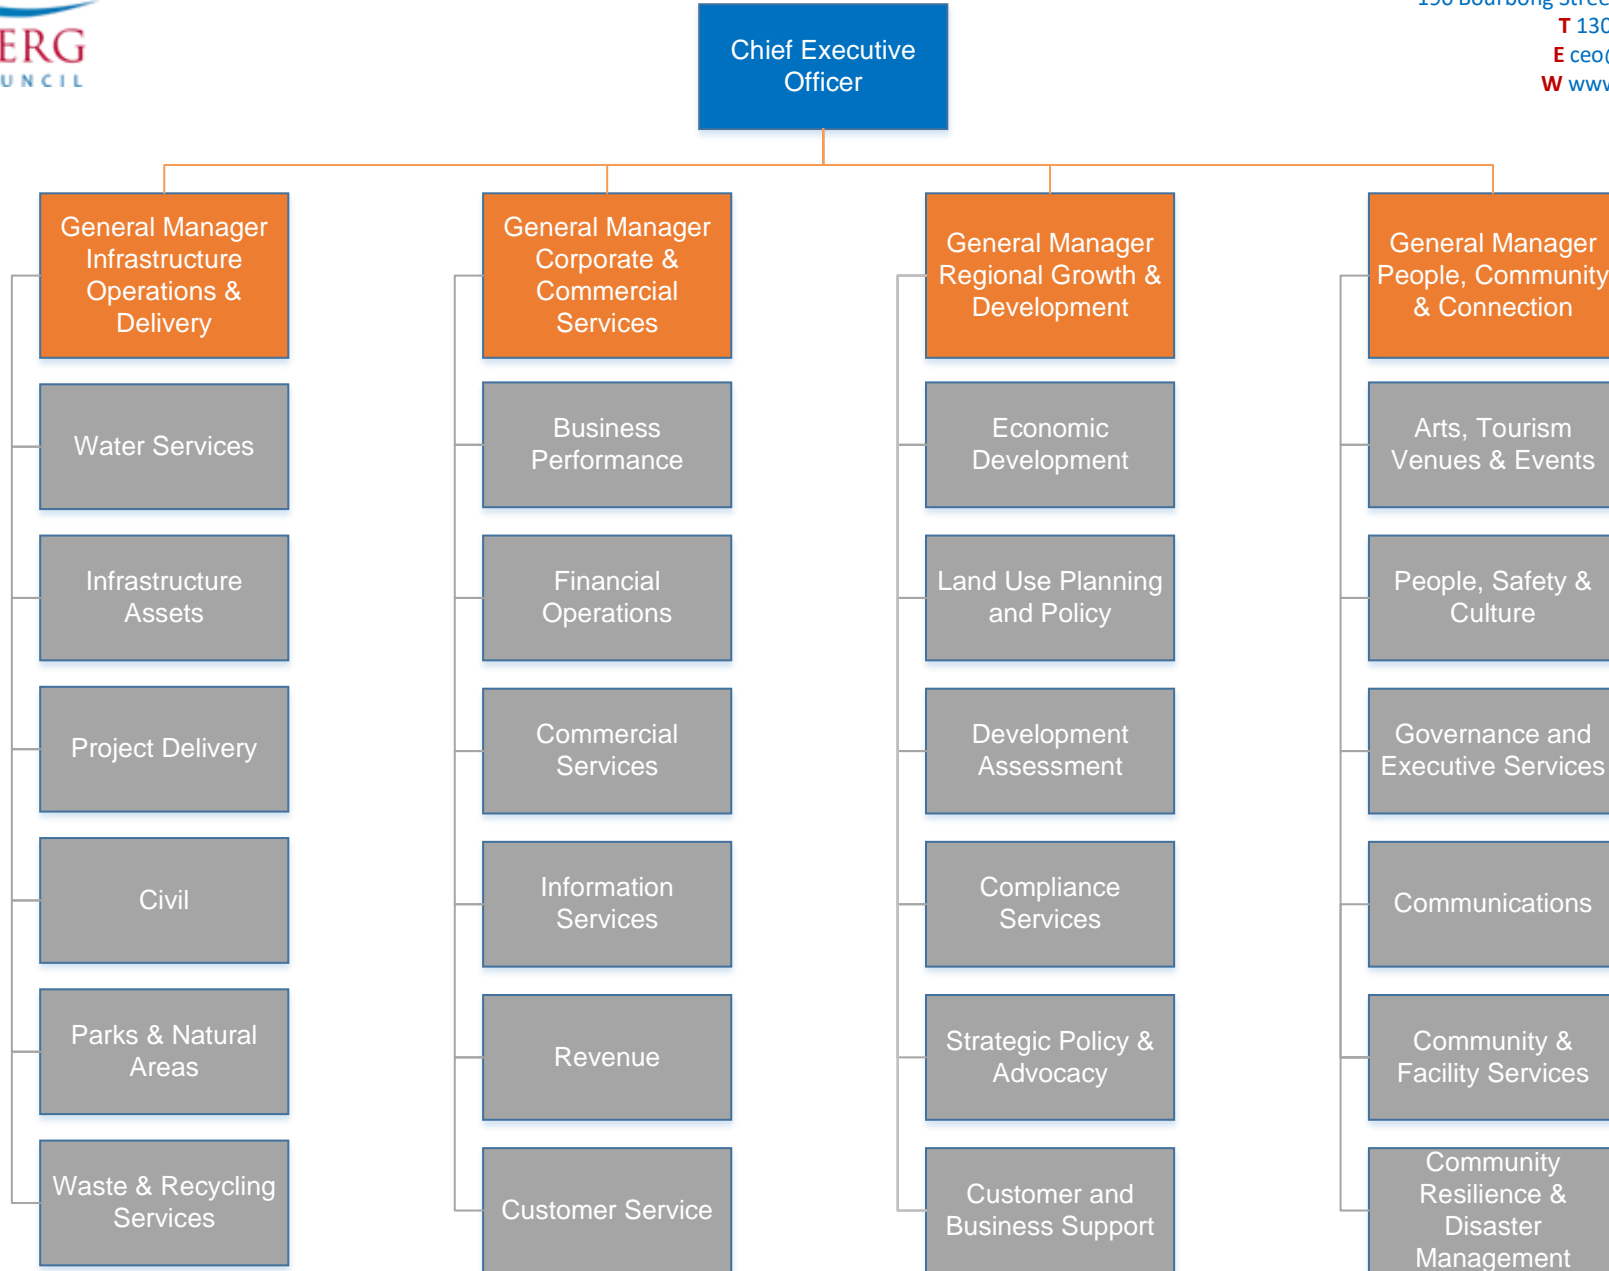 ERG
UNCIL
190 Bourbong Stree
T 130
E ceo@
W www
Chief Executive
Officer
General Manager
Infrastructure
Operations &
Delivery
Water Services
Infrastructure
Assets
Project Delivery
Civil
Parks & Natural
Areas
Waste & Recycling
Services
General Manager
Corporate &
Commercial
Services
Business
Performance
Financial
Operations
Commercial
Services
Information
Services
Revenue
Customer Service
General Manager
Regional Growth &
Development
Economic
Development
Land Use Planning
and Policy
Development
Assessment
Compliance
Services
Strategic Policy &
Advocacy
Customer and
Business Support
General Manager
People, Community
& Connection
Arts, Tourism
Venues & Events
People, Safety &
Culture
Governance and
Executive Services
Communications
Community &
Facility Services
Community
Resilience &
Disaster
Management